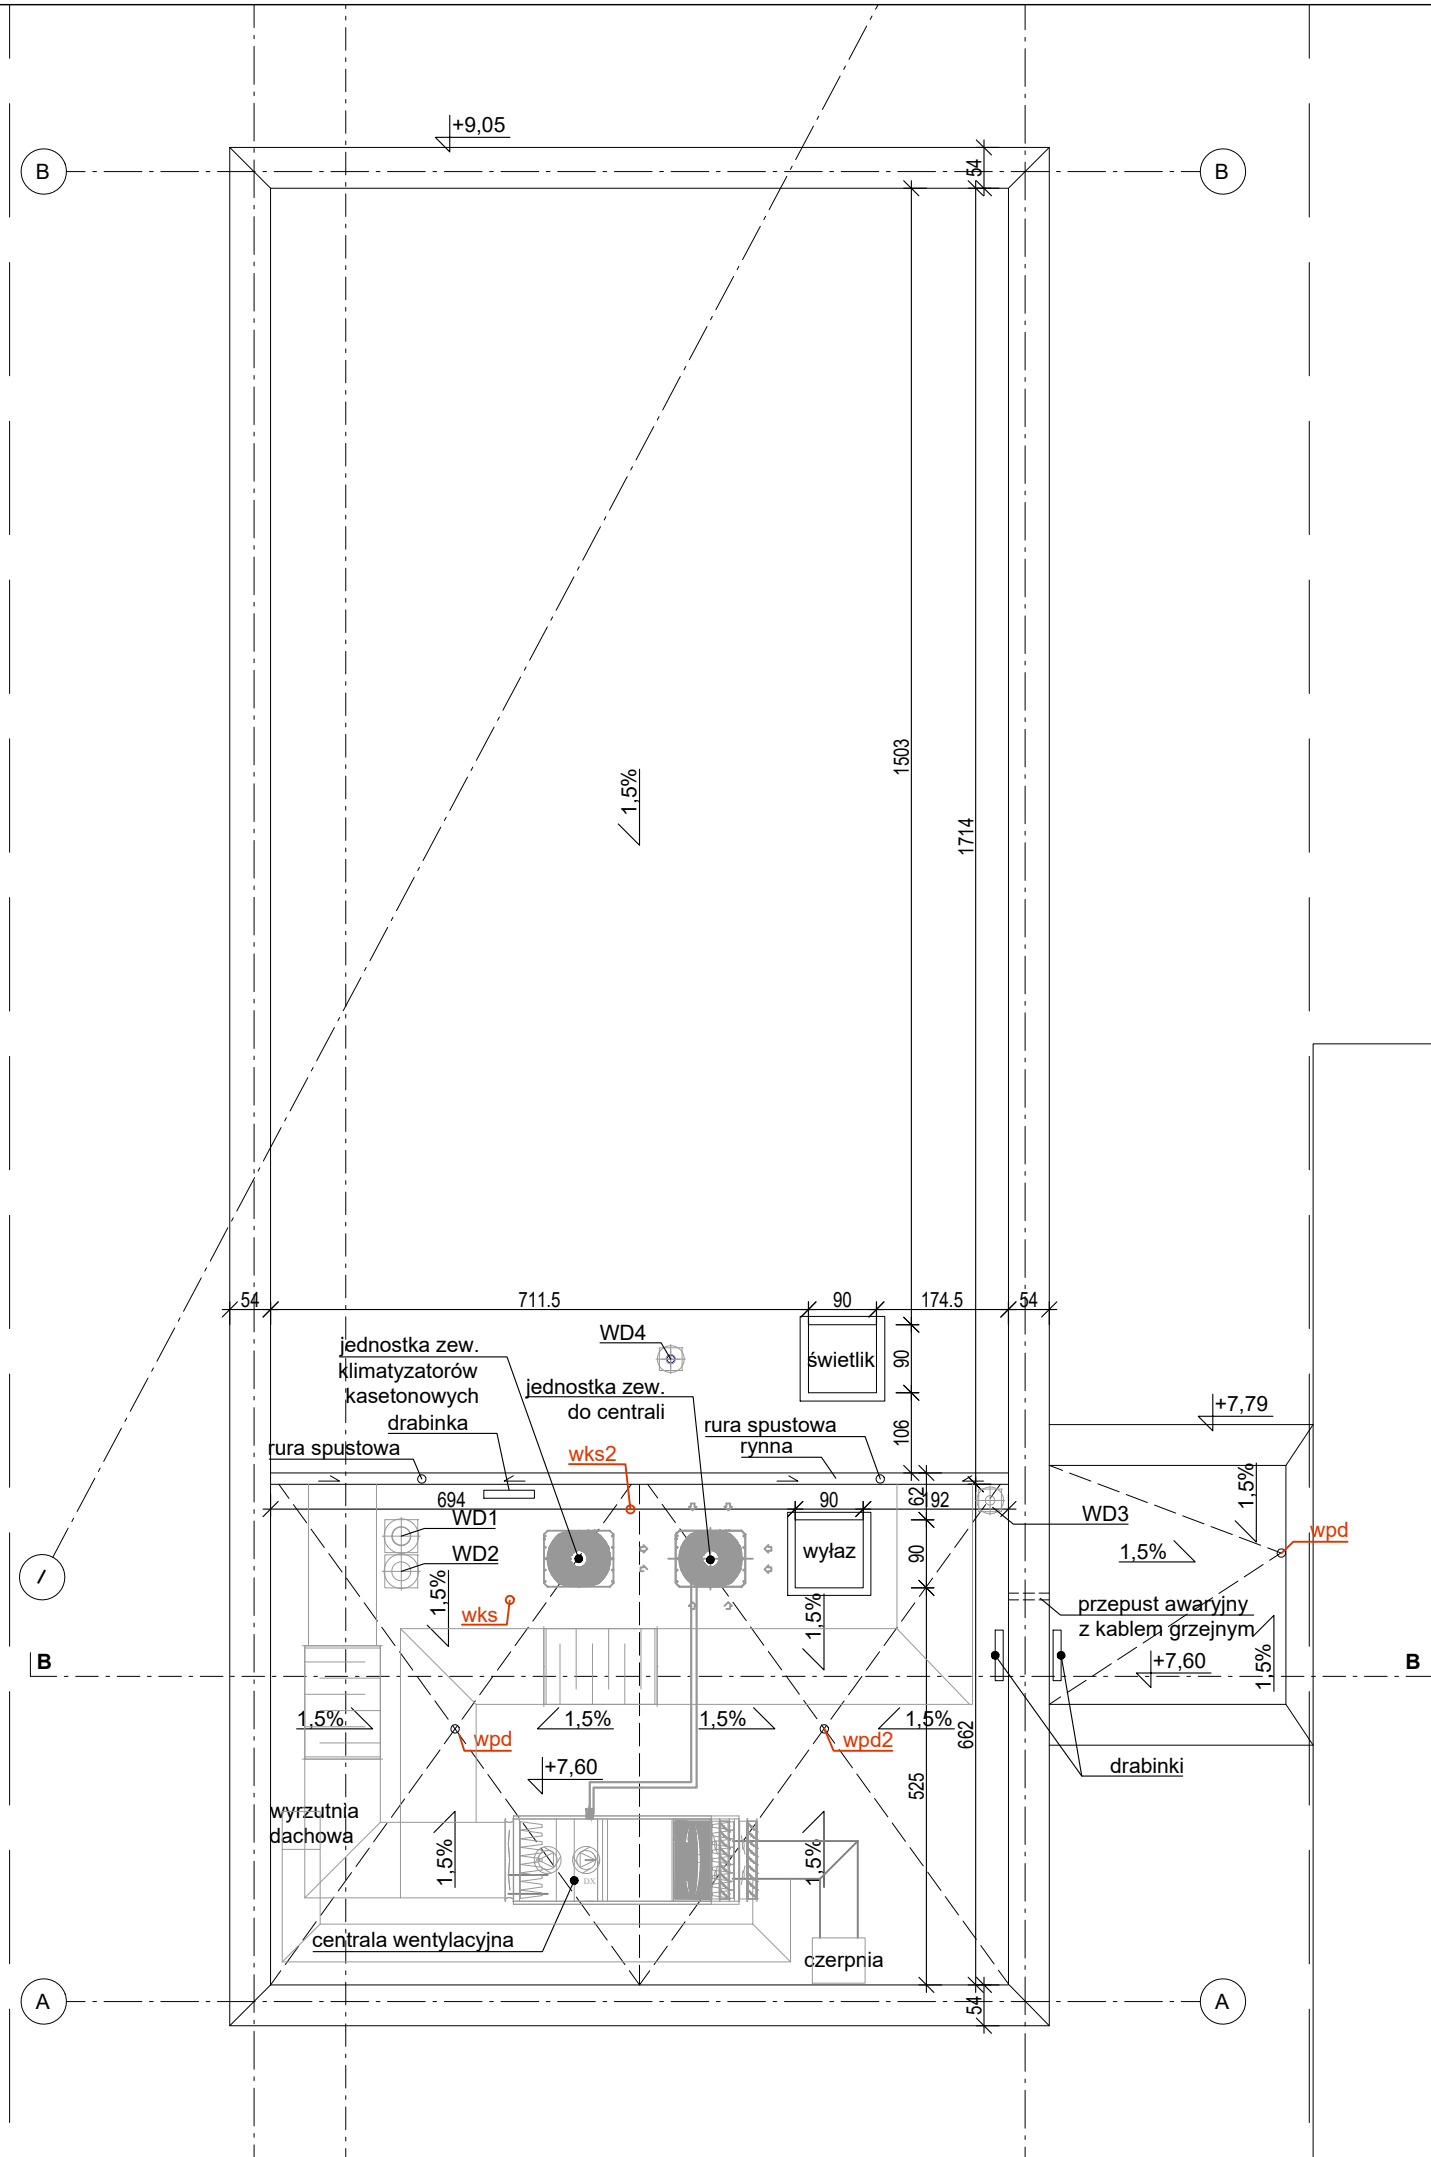 +9,05
54
B
B
1503
1,5%
1714
54
711.5
90
174.5
54
WD4
jednostka zew.
klimatyzatorów
kasetonowych
świetlik
90
jednostka zew.
do centrali
drabinka
+7,79
rura spustowa
rynna
106
rura spustowa
wks2
694
90
62
92
1,5%
WD1
WD3
wpd
WD2
wyłaz
90
1,5%
1,5%
wks
1,5%
przepust awaryjny
z kablem grzejnym
1,5%
B
B
+7,60
1,5%
1,5%
1,5%
1,5%
wpd
wpd2
662
+7,60
drabinki
525
wyrzutnia
dachowa
1,5%
1,5%
DX
centrala wentylacyjna
czerpnia
A
54
A